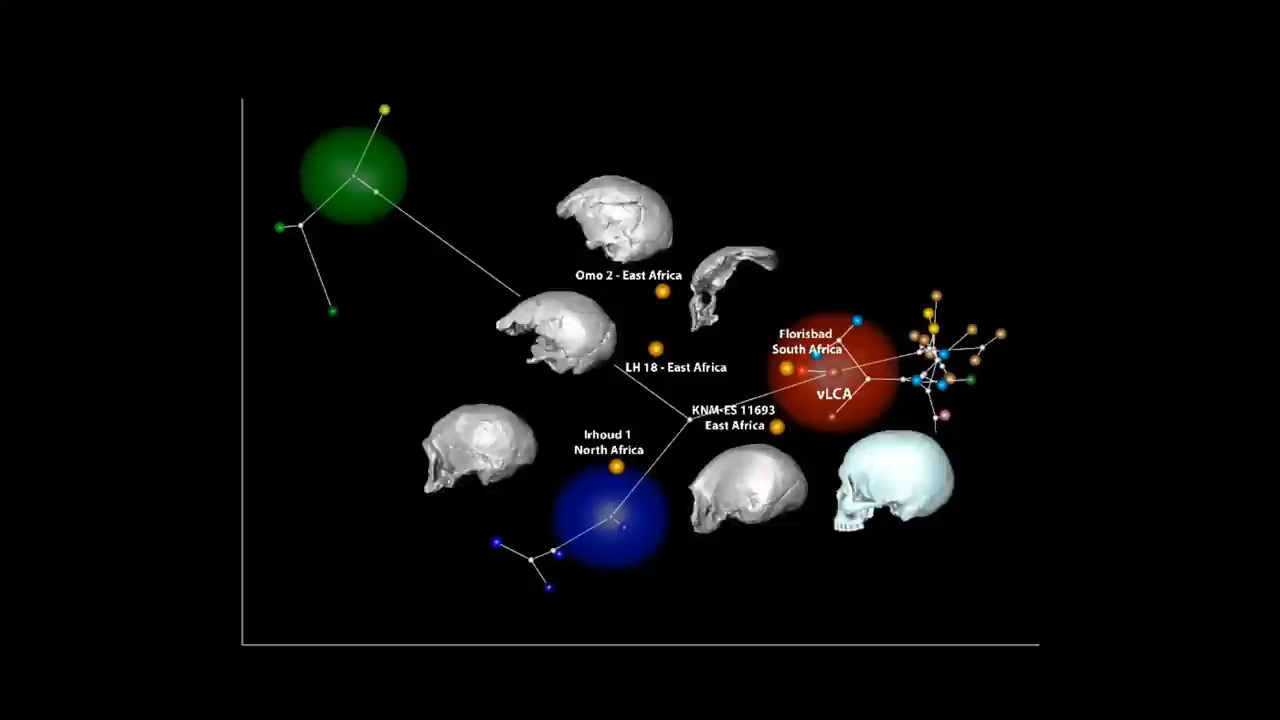 Omo 2 - East Africa
Florisbad
South Africa
LH 18 - East Africa
vLCA
KNM-ES 11693
East Africa
Irhoud 1
North Africa